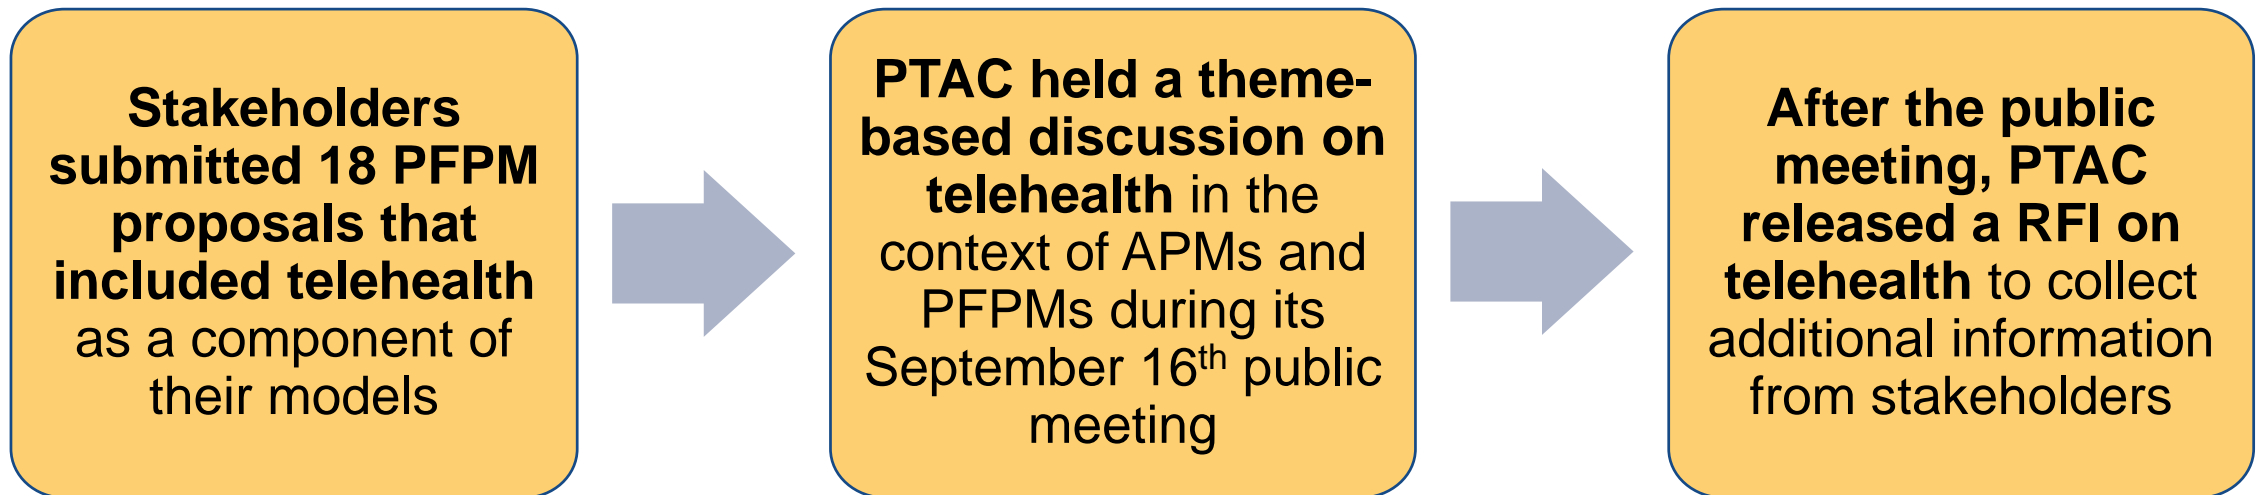 Stakeholders
submitted 18 PFPM
proposals that
included telehealth
as a component of
their models
PTAC held a theme-
based discussion on
telehealth in the
context of APMs and
PFPMs during its
September 16th public
meeting
After the public
meeting, PTAC
released a RFI on
telehealth to collect
additional information
from stakeholders